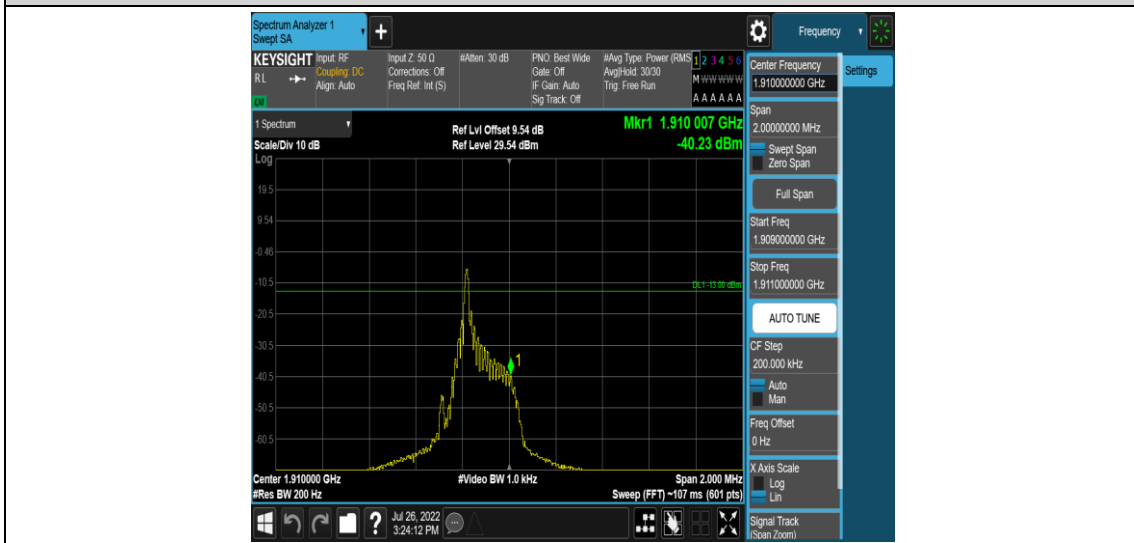 Spectrum Analyzer 1
Swept SA
+
Frequency
KEYSIGHT
RL
Input: RF
Coupling: DC
Align: Auto
Input Z: 50 Ω
Corrections: Off
Freq Ref: Int (S)
#Atten: 30 dB
PNO: Best Wide
Gate: Off
IF Gain: Auto
Sig Track: Off
#Avg Type: Power (RMS
Avg|Hold: 30/30
Trig: Free Run
1 2 3 4 5 6
M W W W W W
A A A A A A
1 Spectrum
Scale/Div 10 dB
Log
Ref Lvl Offset 9.54 dB
Ref Level 29.54 dBm
Mkr1 1.910 007 GHz
-40.23 dBm
19.5
9.54
-0.46
-10.5
-20.5
-30.5
-40.5
-50.5
-60.5
DL1 -13.00 dBm
1
Center 1.910000 GHz
#Res BW 200 Hz
#Video BW 1.0 kHz
Span 2.000 MHz
Sweep (FFT) ~107 ms (601 pts)
Center Frequency
1.910000000 GHz
Settings
Span
2.00000000 MHz
Swept Span
Zero Span
Full Span
Start Freq
1.909000000 GHz
Stop Freq
1.911000000 GHz
AUTO TUNE
CF Step
200.000 kHz
Auto
Man
Freq Offset
0 Hz
X Axis Scale
Log
Lin
Signal Track
(Span Zoom)
?
Jul 26, 2022
3:24:12 PM